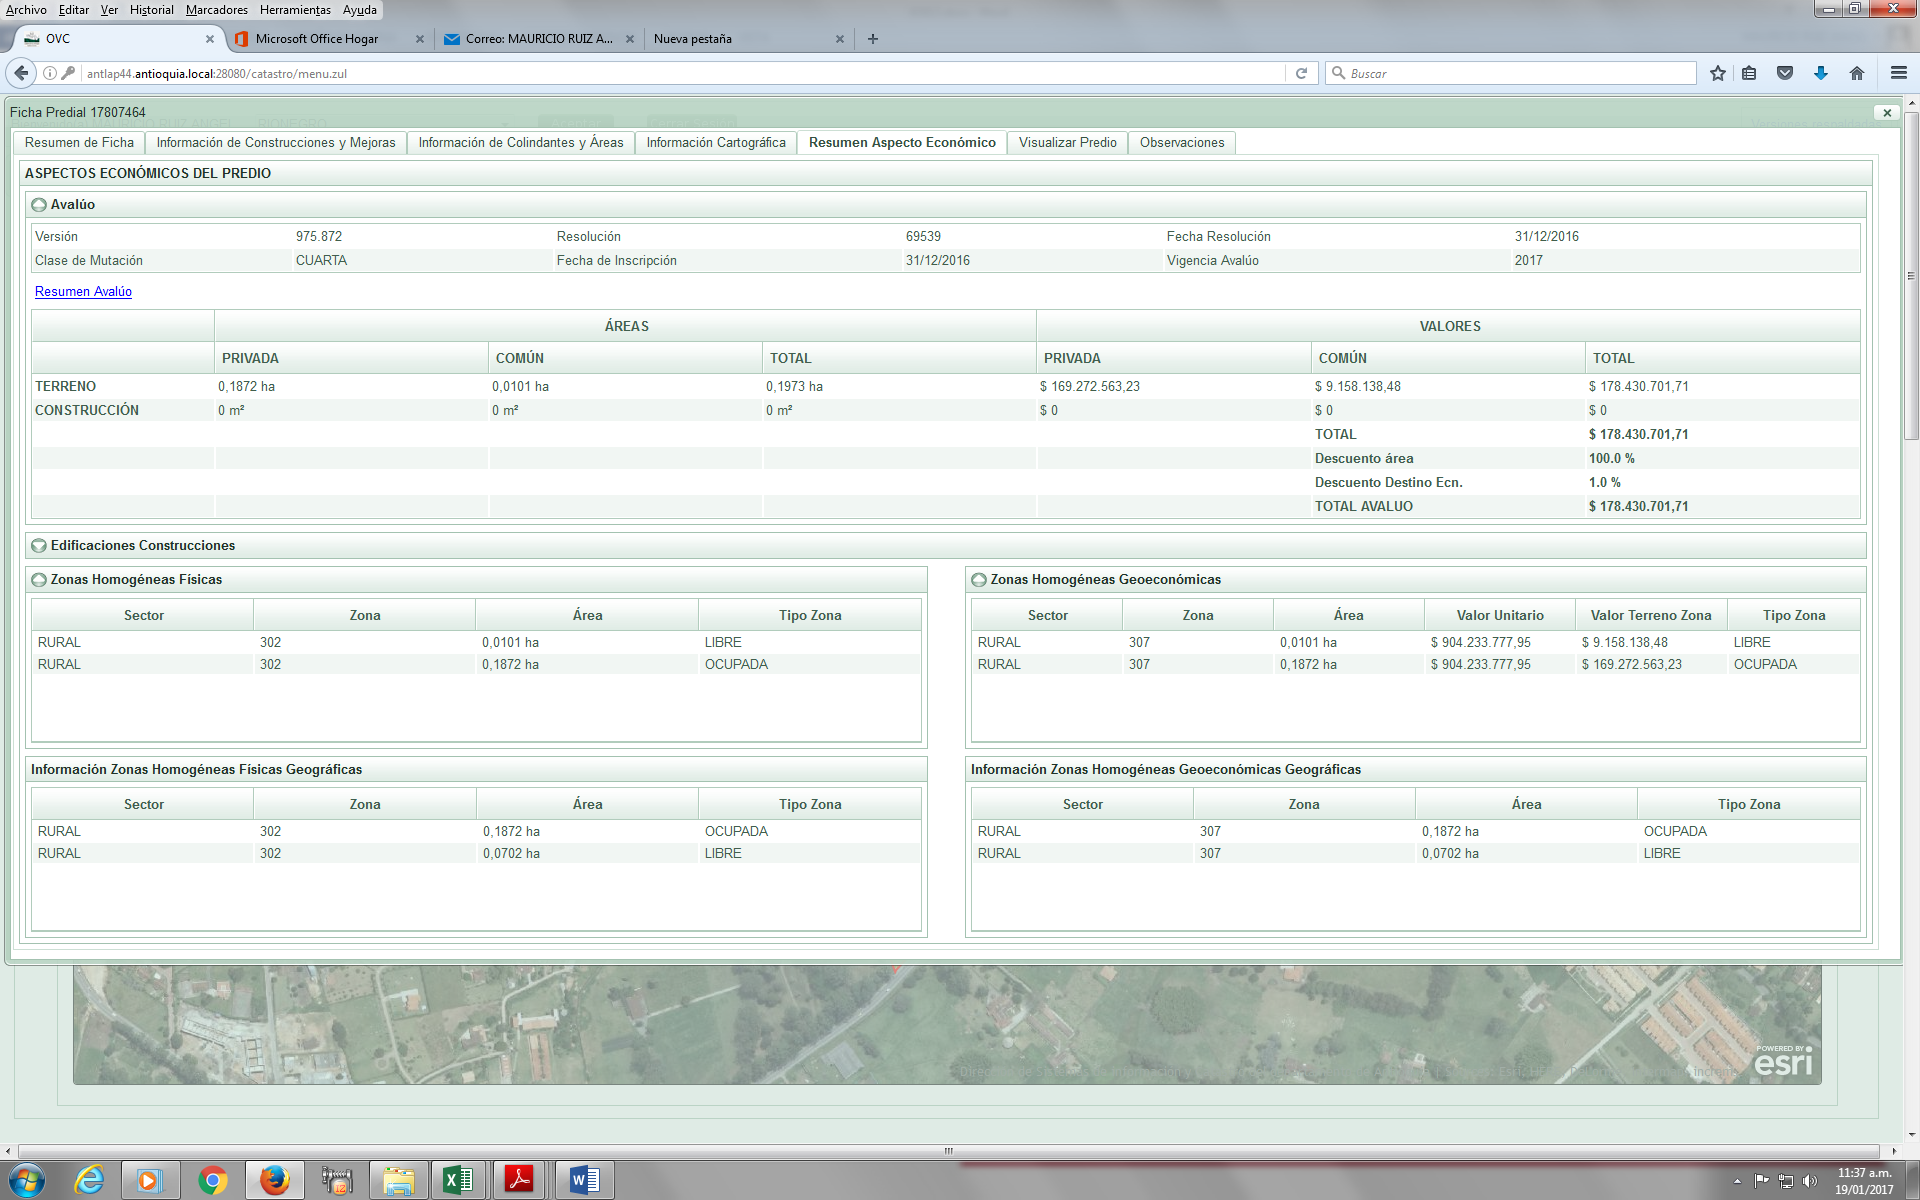 Archivo Editar Ver Historial Marcadores Herramientas Ayuda
OVC Microsoft Office Hogar Correo: MAURICIO RUIZ A... Nueva pestaña
antlap44.antioquia.local:28080/catastro/menu.zul Buscar
Ficha Predial 17807464
Resumen de Ficha Información de Construcciones y Mejoras Información de Colindantes y Áreas Información Cartográfica Resumen Aspecto Económico Visualizar Predio Observaciones
ASPECTOS ECONÓMICOS DEL PREDIO
Avalúo
Versión 975.872 Resolución 69539 Fecha Resolución 31/12/2016
Clase de Mutación CUARTA Fecha de Inscripción 31/12/2016 Vigencia Avalúo 2017
Resumen Avalúo
ÁREAS VALORES
PRIVADA COMÚN TOTAL PRIVADA COMÚN TOTAL
TERRENO 0,1872 ha 0,0101 ha 0,1973 ha $ 169.272.563,23 $ 9.158.138,48 $ 178.430.701,71
CONSTRUCCIÓN 0 m² 0 m² 0 m² $ 0 $ 0 $ 0
TOTAL $ 178.430.701,71
Descuento área 100.0 %
Descuento Destino Ecn. 1.0 %
TOTAL AVALUO $ 178.430.701,71
Edificaciones Construcciones
Zonas Homogéneas Físicas
Sector Zona Área Tipo Zona
RURAL 302 0,0101 ha LIBRE
RURAL 302 0,1872 ha OCUPADA
Zonas Homogéneas Geoeconómicas
Sector Zona Área Valor Unitario Valor Terreno Zona Tipo Zona
RURAL 307 0,0101 ha $ 904.233.777,95 $ 9.158.138,48 LIBRE
RURAL 307 0,1872 ha $ 904.233.777,95 $ 169.272.563,23 OCUPADA
Información Zonas Homogéneas Físicas Geográficas
Sector Zona Área Tipo Zona
RURAL 302 0,1872 ha OCUPADA
RURAL 302 0,0702 ha LIBRE
Información Zonas Homogéneas Geoeconómicas Geográficas
Sector Zona Área Tipo Zona
RURAL 307 0,1872 ha OCUPADA
RURAL 307 0,0702 ha LIBRE
POWERED BY
esri
11:37 a.m.
19/01/2017